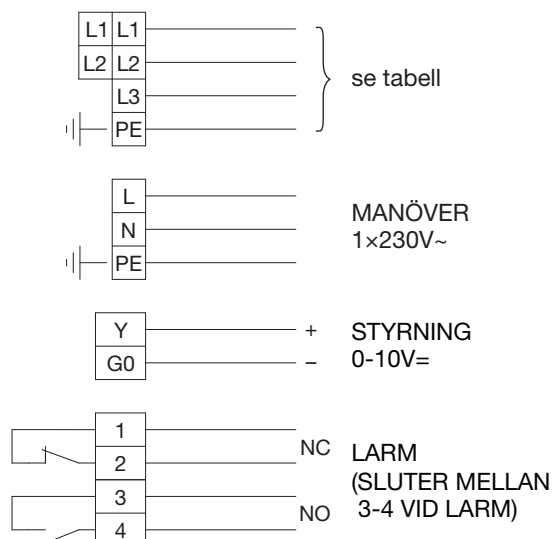 L1 L1
L2 L2
L3
PE
se tabell
L
N
PE
MANÖVER
1×230V~
Y +
G0 –
STYRNING
0-10V=
1
2
NC
3
4
NO
LARM
(SLUTER MELLAN
3-4 VID LARM)